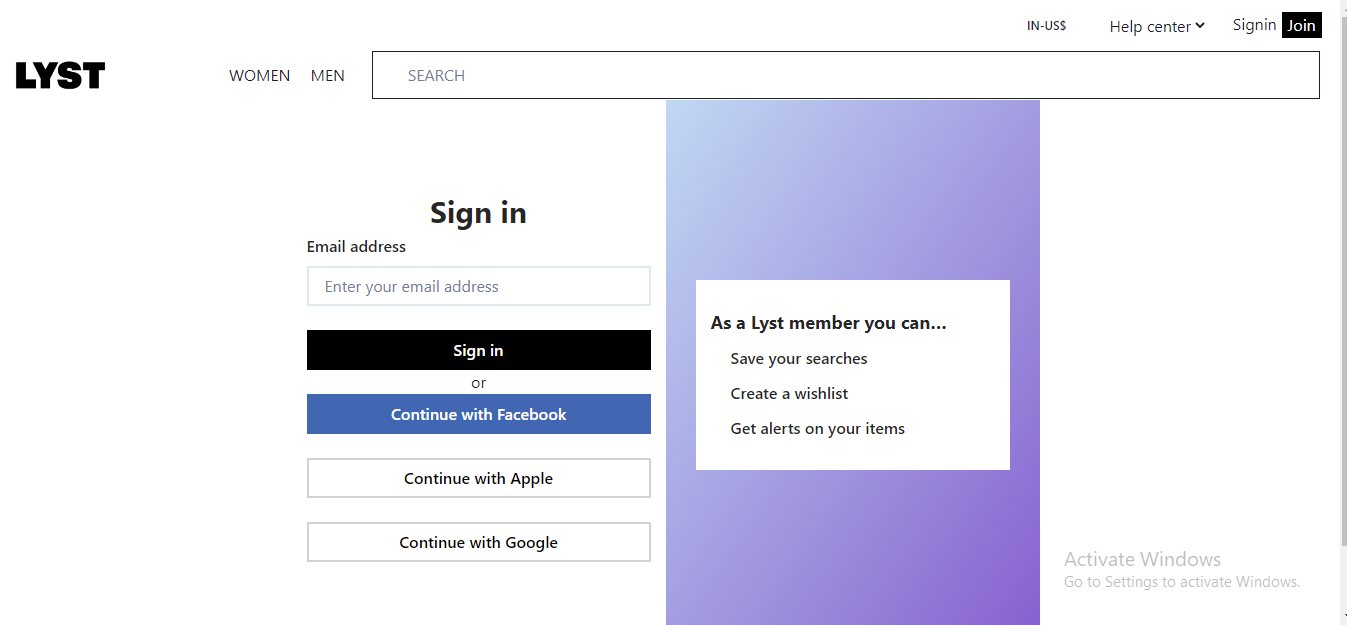 IN-US$ Help center Signin Join
LYST WOMEN MEN SEARCH
Sign in
Email address
Enter your email address
Sign in
or
Continue with Facebook
Continue with Apple
Continue with Google
As a Lyst member you can...
Save your searches
Create a wishlist
Get alerts on your items
Activate Windows
Go to Settings to activate Windows.